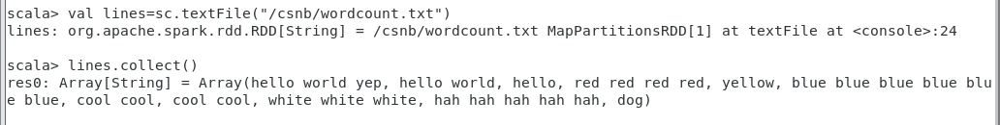 scala> val lines=sc.textFile("/csnb/wordcount.txt")
lines: org.apache.spark.rdd.RDD[String] = /csnb/wordcount.txt MapPartitionsRDD[1] at textFile at <console>:24
scala> lines.collect()
res0: Array[String] = Array(hello world yep, hello world, hello, red red red red, yellow, blue blue blue blue blu
e blue, cool cool, cool cool, white white white, hah hah hah hah hah, dog)